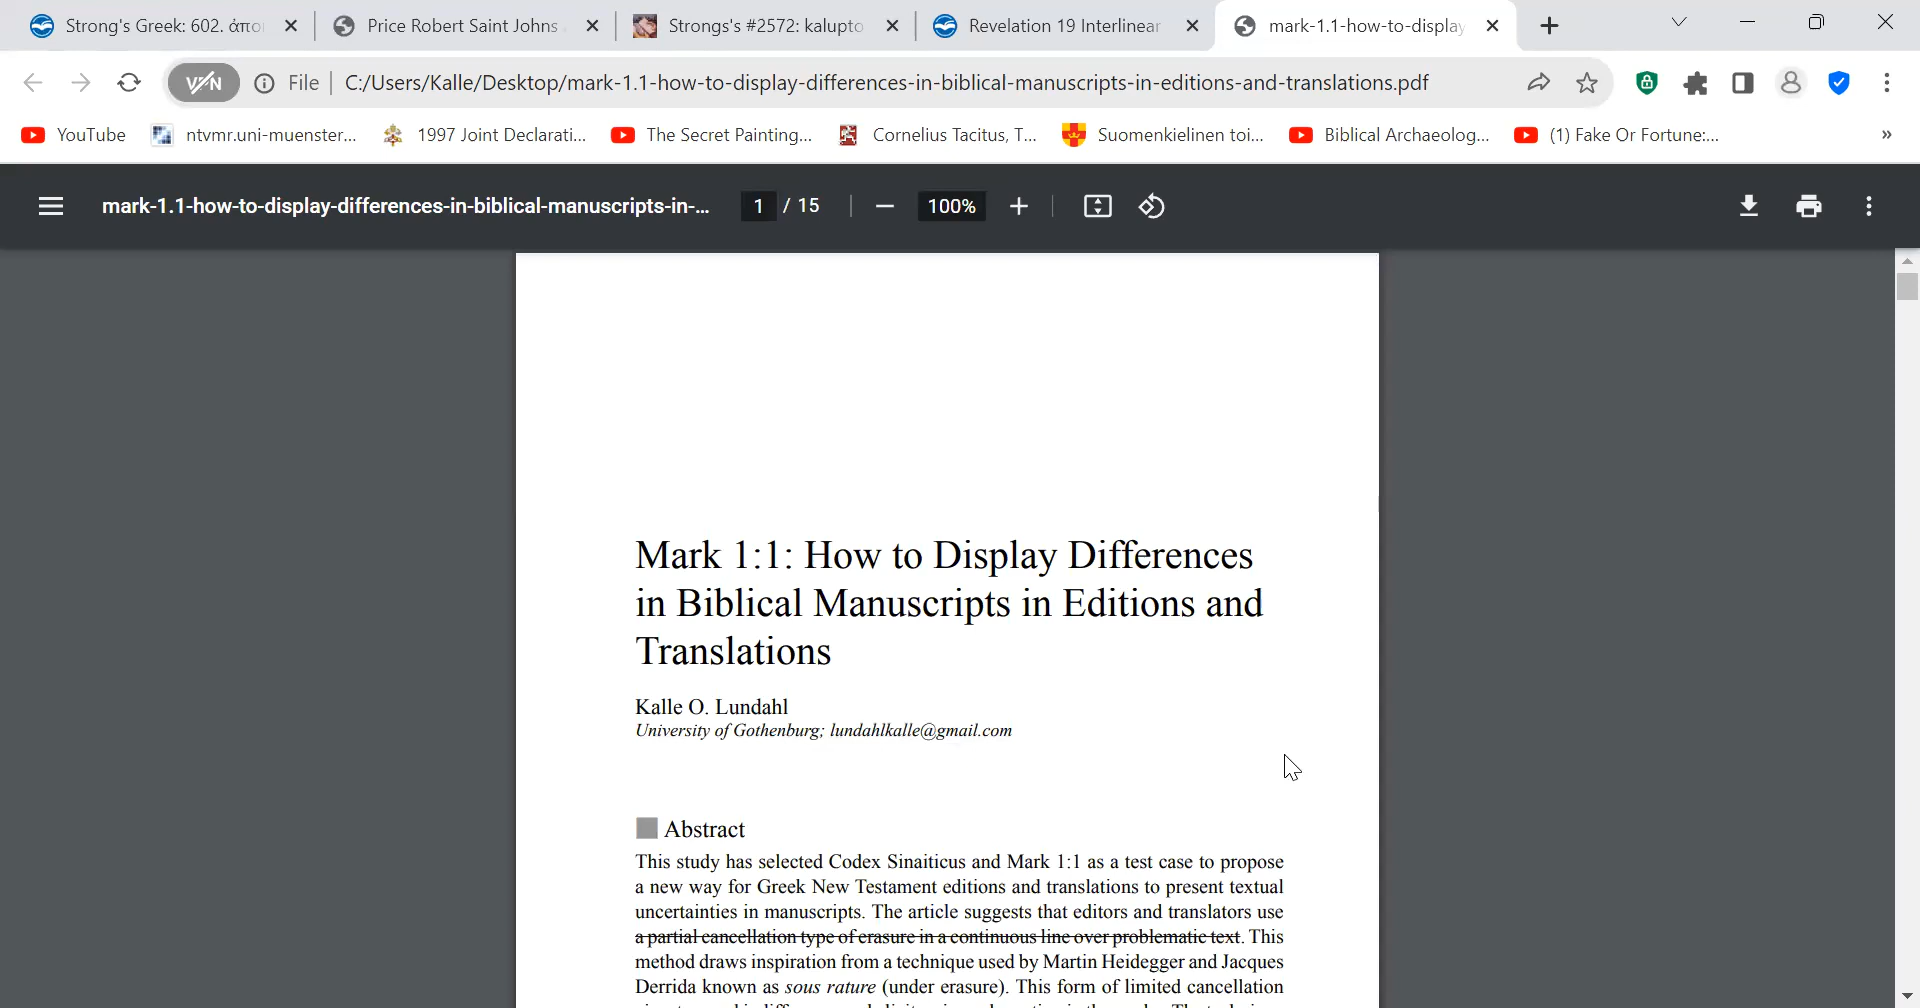 Strong's Greek: 602. ἀπο
Price Robert Saint Johns
Strongs's #2572: kalupto
Revelation 19 Interlinear
mark-1.1-how-to-display
VPN
File
C:/Users/Kalle/Desktop/mark-1.1-how-to-display-differences-in-biblical-manuscripts-in-editions-and-translations.pdf
YouTube
ntvmr.uni-muenster...
1997 Joint Declarati...
The Secret Painting...
Cornelius Tacitus, T...
Suomenkielinen toi...
Biblical Archaeolog...
(1) Fake Or Fortune:...
»
mark-1.1-how-to-display-differences-in-biblical-manuscripts-in-...
1 / 15
100%
Mark 1:1: How to Display Differences
in Biblical Manuscripts in Editions and
Translations
Kalle O. Lundahl
University of Gothenburg; lundahlkalle@gmail.com
Abstract
This study has selected Codex Sinaiticus and Mark 1:1 as a test case to propose
a new way for Greek New Testament editions and translations to present textual
uncertainties in manuscripts. The article suggests that editors and translators use
a partial cancellation type of erasure in a continuous line over problematic text. This
method draws inspiration from a technique used by Martin Heidegger and Jacques
Derrida known as sous rature (under erasure). This form of limited cancellation